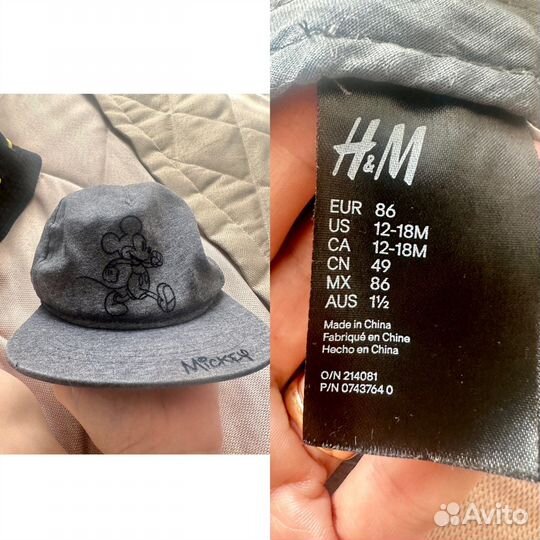 MICKEY
H&M
EUR 86
US 12-18M
CA 12-18M
CN 49
MX 86
AUS 1½
Made in China
Fabriqué en Chine
Hecho en China
O/N 214081
P/N 0743764 0
Avito